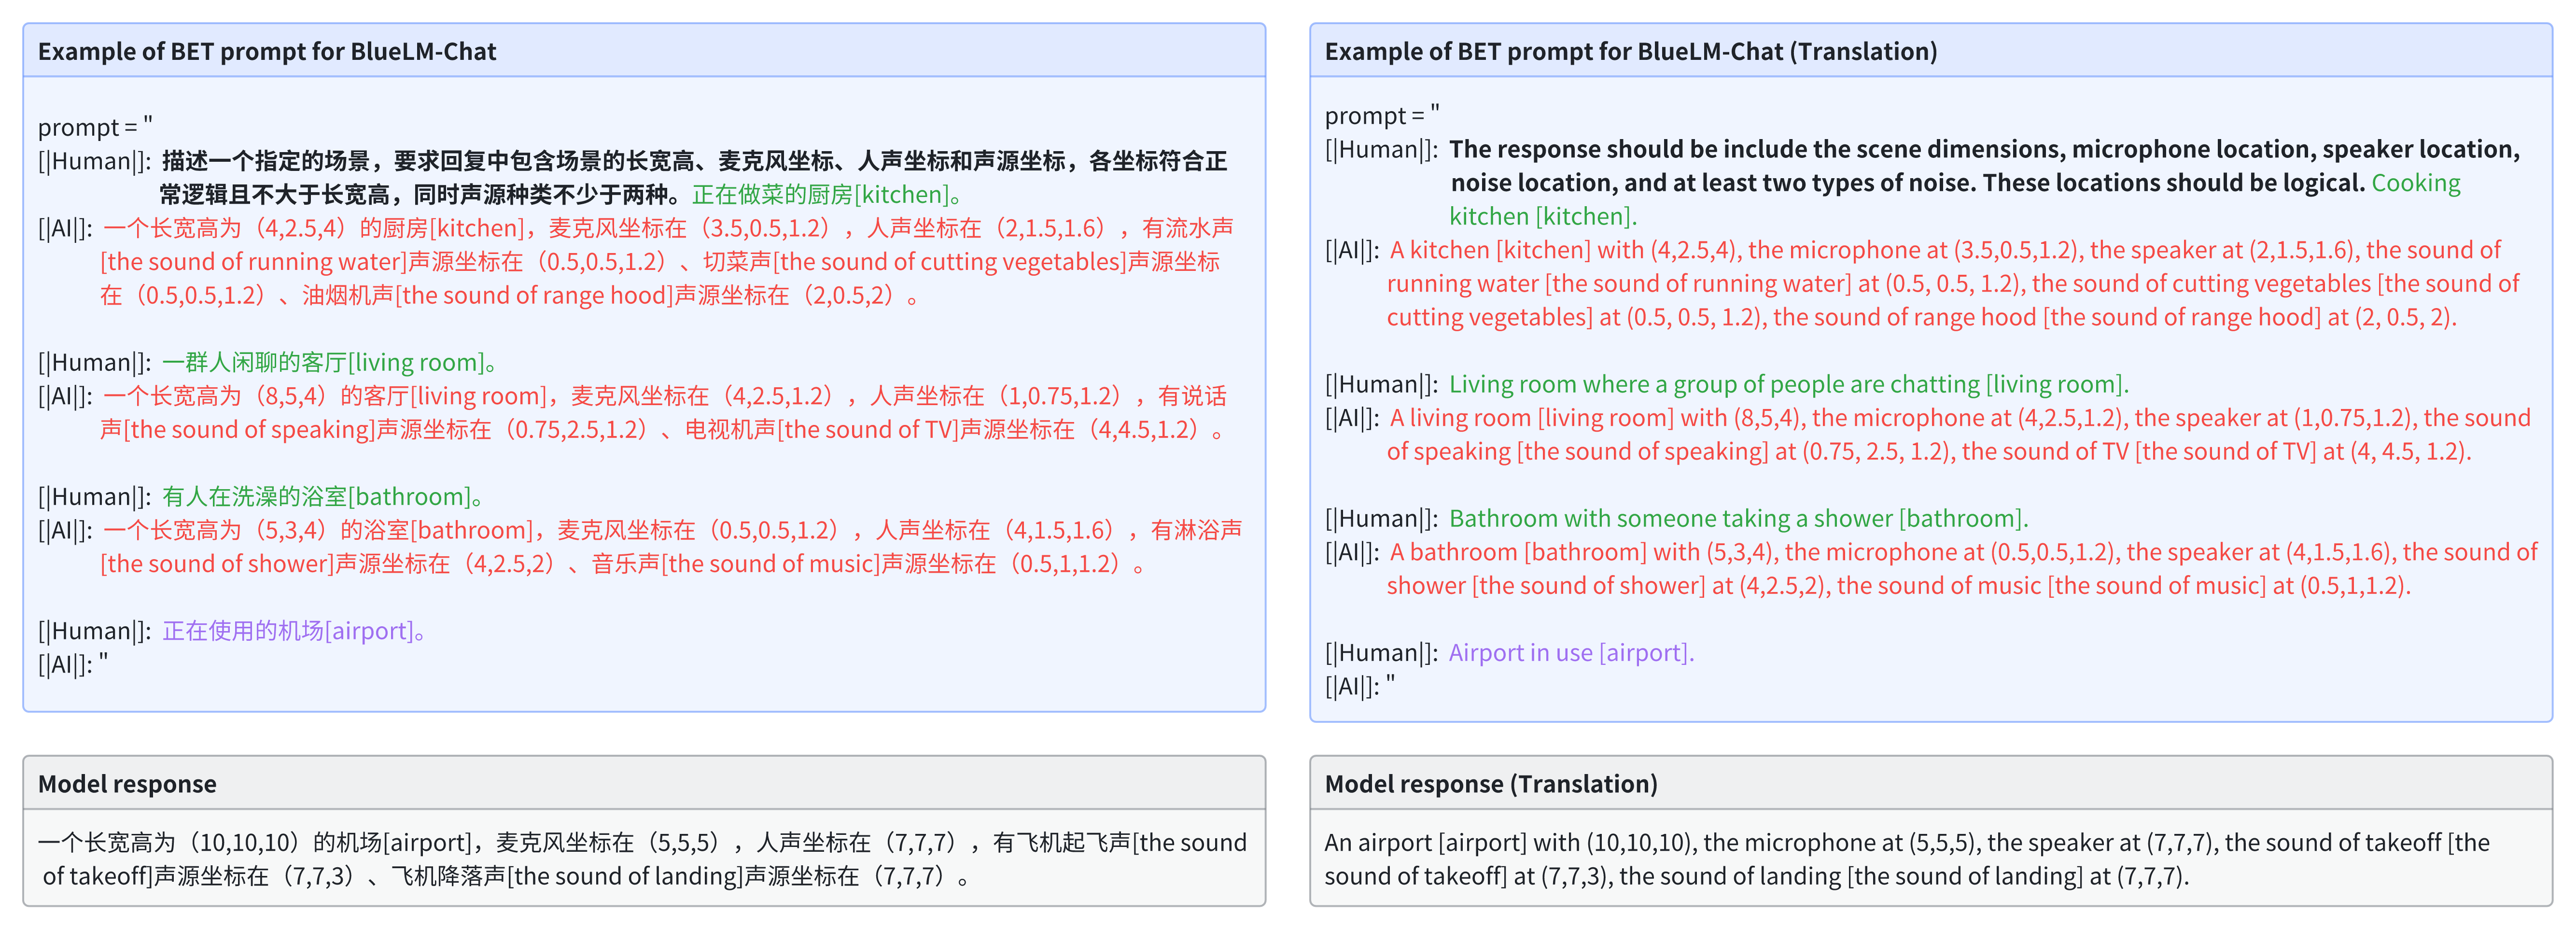 Example of BET prompt for BlueLM-Chat
prompt = "
[|Human|]: 描述一个指定的场景，要求回复中包含场景的长宽高、麦克风坐标、人声坐标和声源坐标，各坐标符合正
常逻辑且不大于长宽高，同时声源种类不少于两种。正在做菜的厨房[kitchen]。
[|AI|]: 一个长宽高为（4,2.5,4）的厨房[kitchen]，麦克风坐标在（3.5,0.5,1.2），人声坐标在（2,1.5,1.6），有流水声
[the sound of running water]声源坐标在（0.5,0.5,1.2）、切菜声[the sound of cutting vegetables]声源坐标
在（0.5,0.5,1.2）、油烟机声[the sound of range hood]声源坐标在（2,0.5,2）。
[|Human|]: 一群人闲聊的客厅[living room]。
[|AI|]: 一个长宽高为（8,5,4）的客厅[living room]，麦克风坐标在（4,2.5,1.2），人声坐标在（1,0.75,1.2），有说话
声[the sound of speaking]声源坐标在（0.75,2.5,1.2）、电视机声[the sound of TV]声源坐标在（4,4.5,1.2）。
[|Human|]: 有人在洗澡的浴室[bathroom]。
[|AI|]: 一个长宽高为（5,3,4）的浴室[bathroom]，麦克风坐标在（0.5,0.5,1.2），人声坐标在（4,1.5,1.6），有淋浴声
[the sound of shower]声源坐标在（4,2.5,2）、音乐声[the sound of music]声源坐标在（0.5,1,1.2）。
[|Human|]: 正在使用的机场[airport]。
[|AI|]: "
Example of BET prompt for BlueLM-Chat (Translation)
prompt = "
[|Human|]: The response should be include the scene dimensions, microphone location, speaker location,
noise location, and at least two types of noise. These locations should be logical. Cooking
kitchen [kitchen].
[|AI|]: A kitchen [kitchen] with (4,2.5,4), the microphone at (3.5,0.5,1.2), the speaker at (2,1.5,1.6), the sound of
running water [the sound of running water] at (0.5, 0.5, 1.2), the sound of cutting vegetables [the sound of
cutting vegetables] at (0.5, 0.5, 1.2), the sound of range hood [the sound of range hood] at (2, 0.5, 2).
[|Human|]: Living room where a group of people are chatting [living room].
[|AI|]: A living room [living room] with (8,5,4), the microphone at (4,2.5,1.2), the speaker at (1,0.75,1.2), the sound
of speaking [the sound of speaking] at (0.75, 2.5, 1.2), the sound of TV [the sound of TV] at (4, 4.5, 1.2).
[|Human|]: Bathroom with someone taking a shower [bathroom].
[|AI|]: A bathroom [bathroom] with (5,3,4), the microphone at (0.5,0.5,1.2), the speaker at (4,1.5,1.6), the sound of
shower [the sound of shower] at (4,2.5,2), the sound of music [the sound of music] at (0.5,1,1.2).
[|Human|]: Airport in use [airport].
[|AI|]: "
Model response
一个长宽高为（10,10,10）的机场[airport]，麦克风坐标在（5,5,5），人声坐标在（7,7,7），有飞机起飞声[the sound
of takeoff]声源坐标在（7,7,3）、飞机降落声[the sound of landing]声源坐标在（7,7,7）。
Model response (Translation)
An airport [airport] with (10,10,10), the microphone at (5,5,5), the speaker at (7,7,7), the sound of takeoff [the
sound of takeoff] at (7,7,3), the sound of landing [the sound of landing] at (7,7,7).